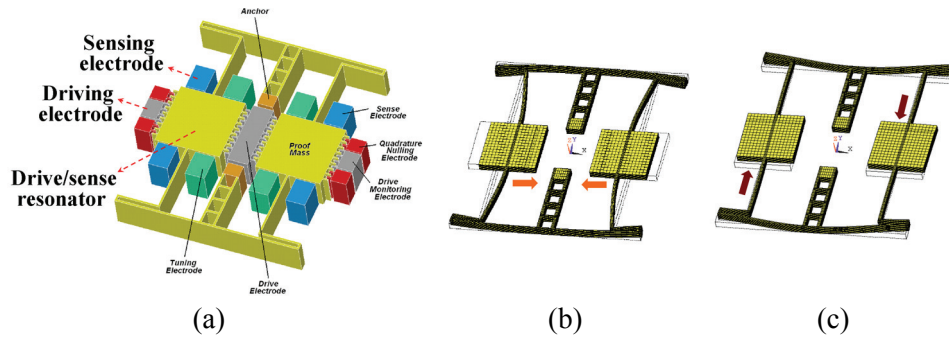 Sensing
electrode
Driving
electrode
Drive/sense
resonator
Anchor
Sense
Electrode
Proof
Mass
Quadrature
Nulling
Electrode
Drive
Monitoring
Electrode
Tuning
Electrode
Drive
Electrode
Y
X
Y
X
(a)
(b)
(c)